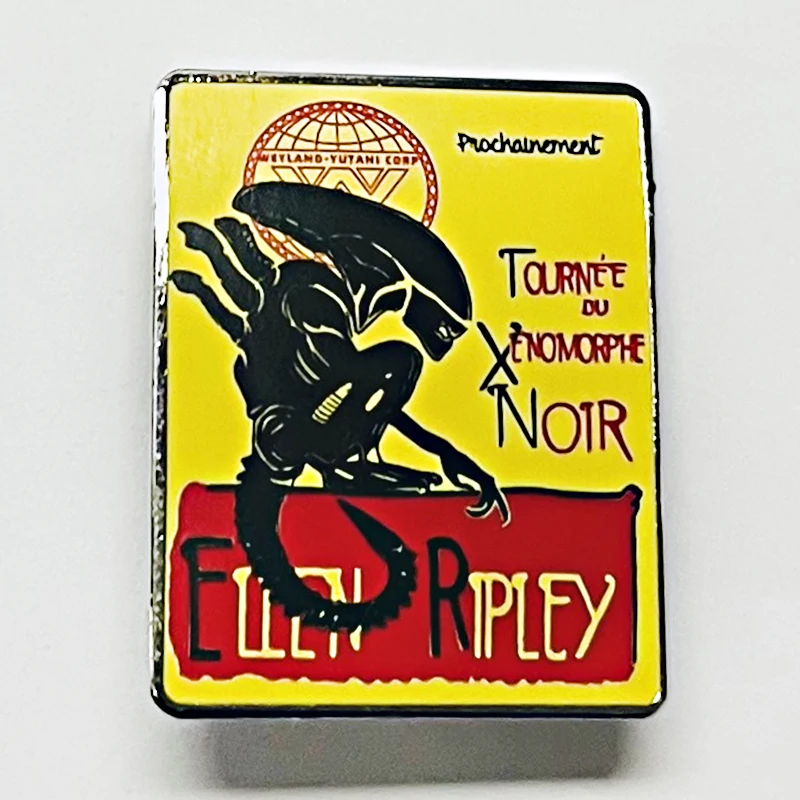 Prochainement
WEYLAND-YUTANI CORP
TOURNÉE
DU
XÉNOMORPHE
NOIR
ELLEN RIPLEY